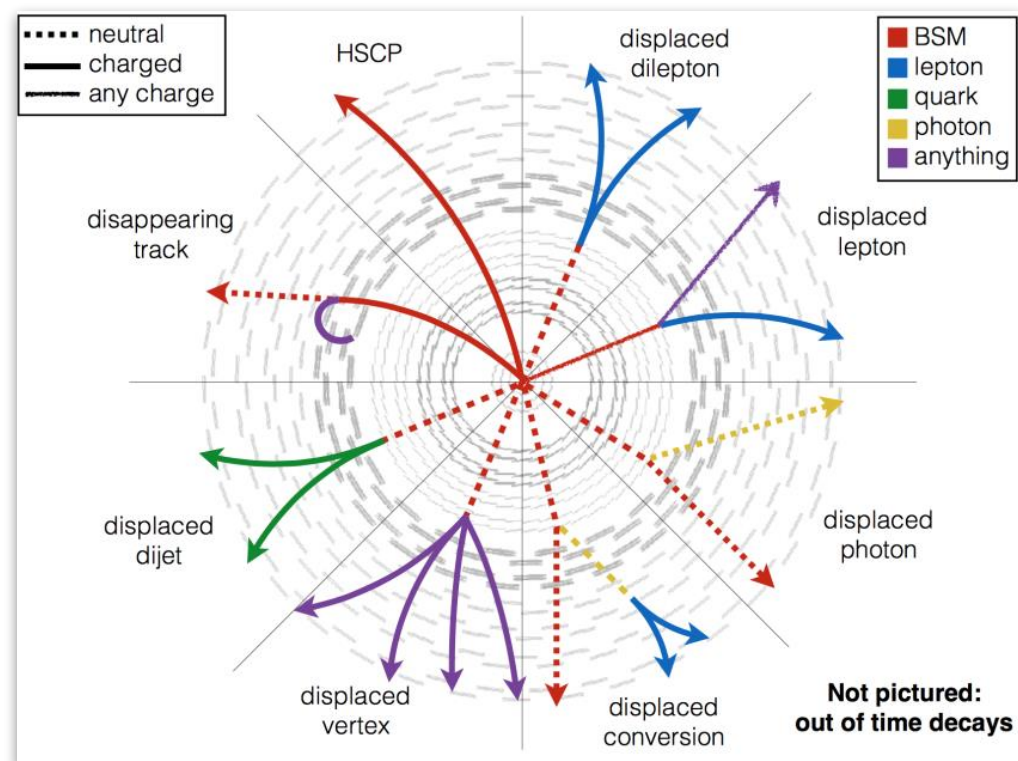 neutral
charged
any charge
HSCP
displaced
dilepton
BSM
lepton
quark
photon
anything
disappearing
track
displaced
lepton
displaced
dijet
displaced
photon
displaced
vertex
displaced
conversion
Not pictured:
out of time decays